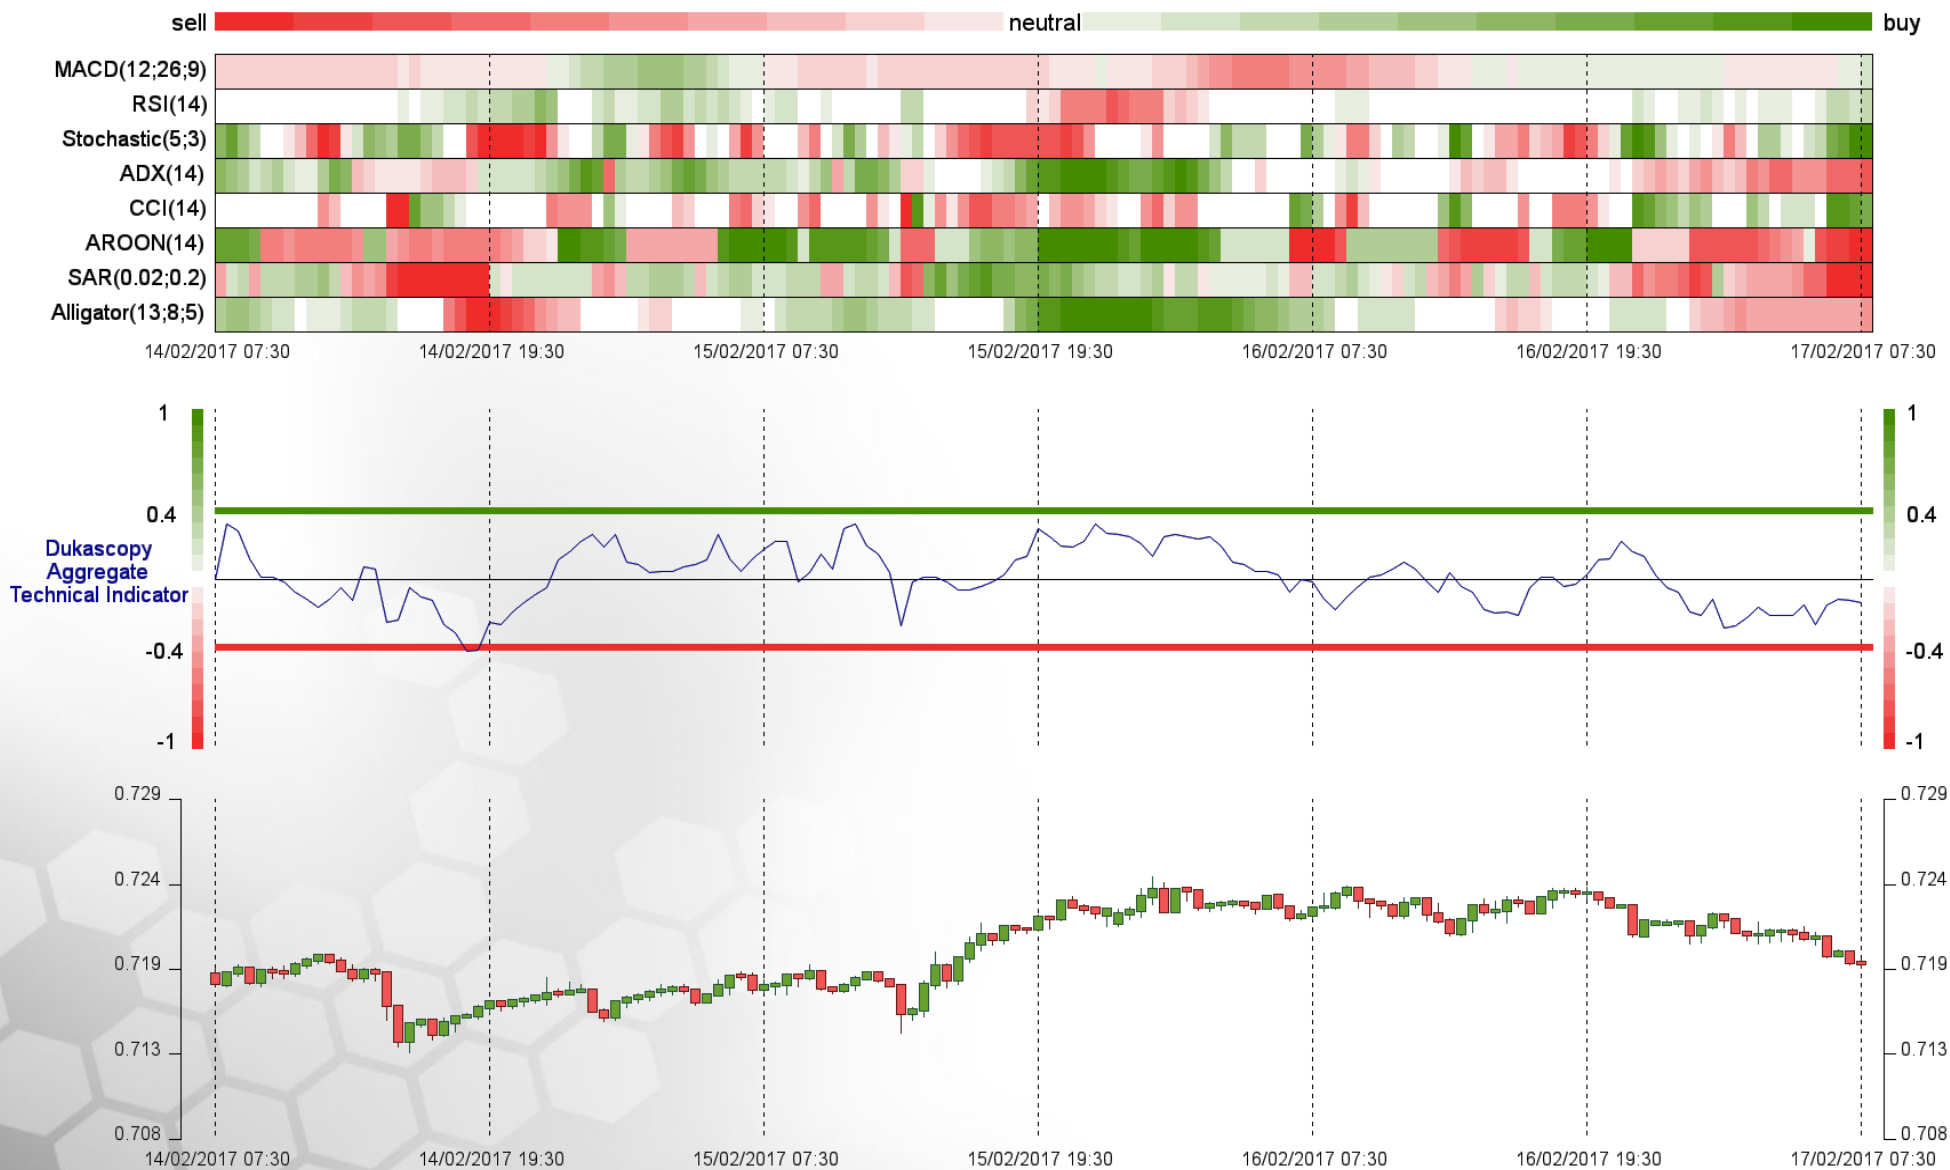 sell neutral buy
MACD(12;26;9)
RSI(14)
Stochastic(5;3)
ADX(14)
CCI(14)
AROON(14)
SAR(0.02;0.2)
Alligator(13;8;5)
14/02/2017 07:30 14/02/2017 19:30 15/02/2017 07:30 15/02/2017 19:30 16/02/2017 07:30 16/02/2017 19:30 17/02/2017 07:30
1 1
0.4 0.4
Dukascopy
Aggregate
Technical Indicator
-0.4 -0.4
-1 -1
0.729 0.729
0.724 0.724
0.719 0.719
0.713 0.713
0.708 0.708
14/02/2017 07:30 14/02/2017 19:30 15/02/2017 07:30 15/02/2017 19:30 16/02/2017 07:30 16/02/2017 19:30 17/02/2017 07:30